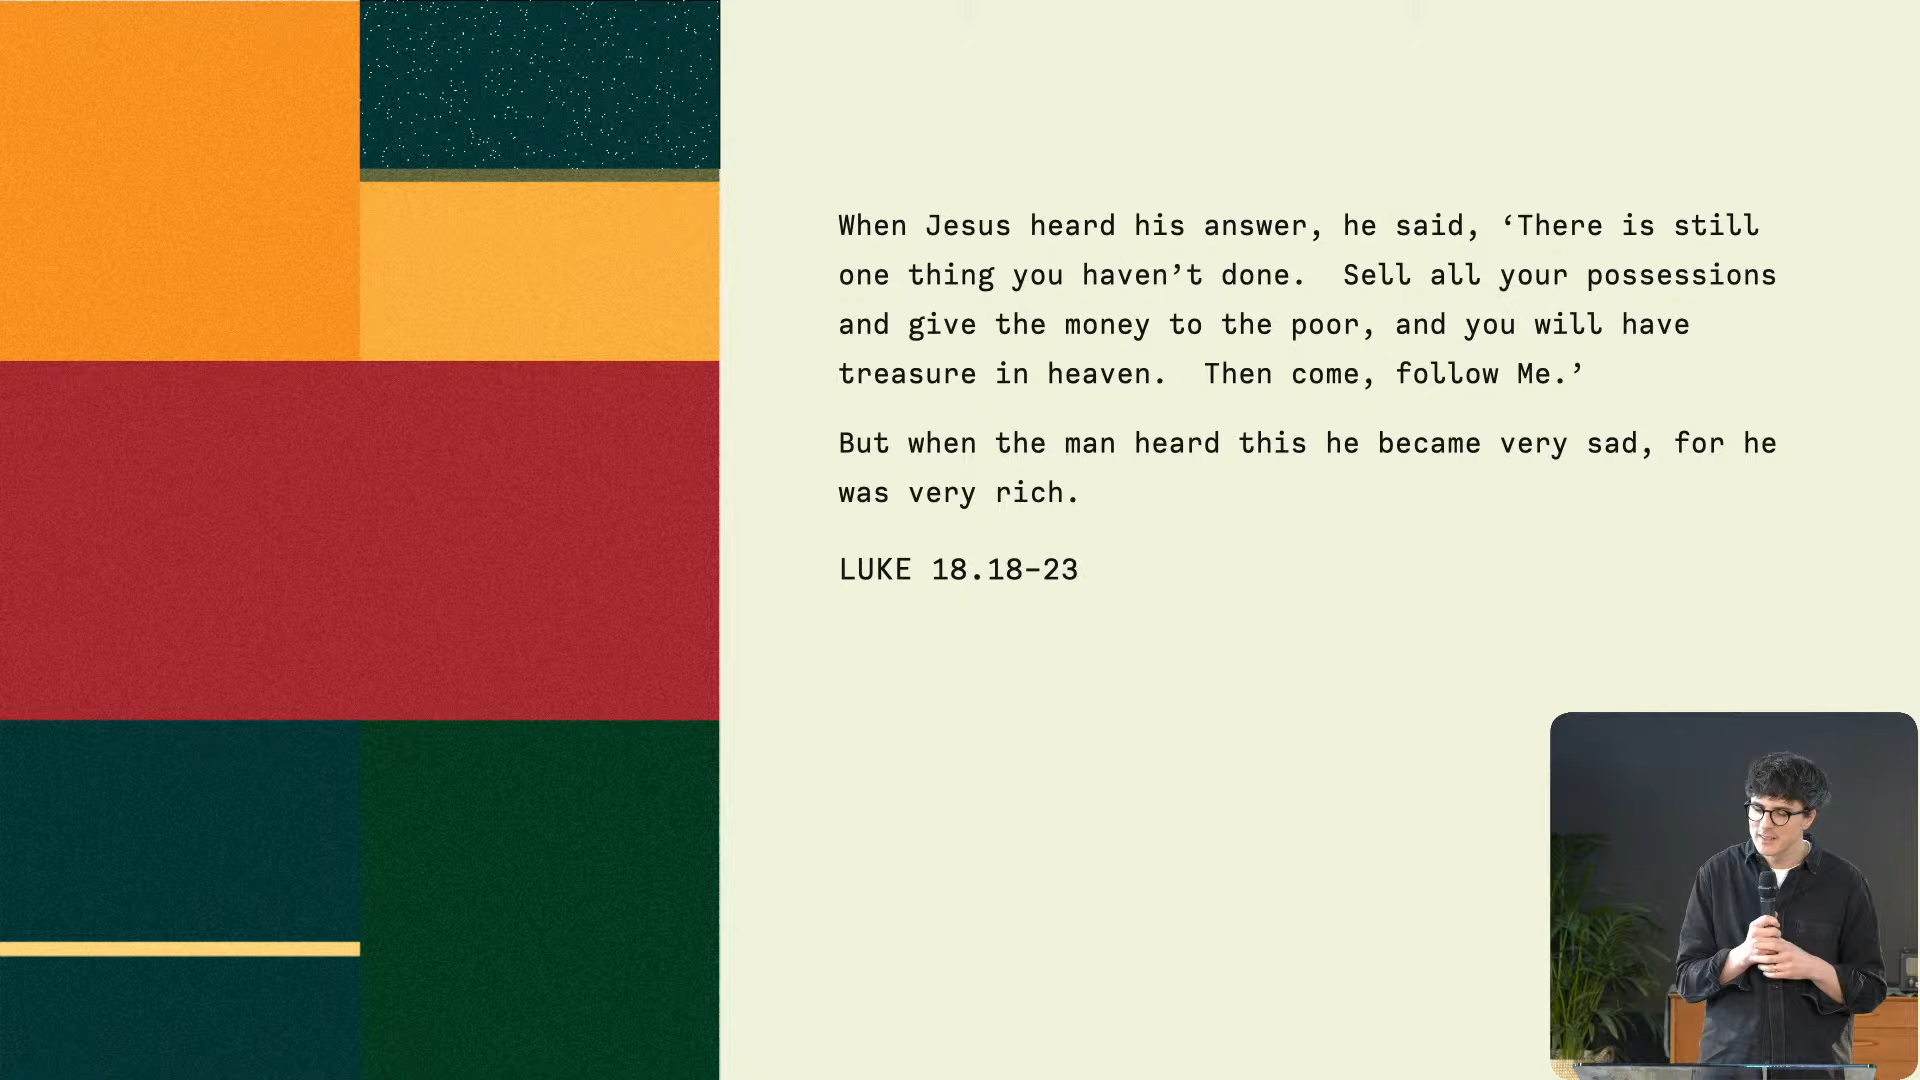 When Jesus heard his answer, he said, ‘There is still
one thing you haven’t done.  Sell all your possessions
and give the money to the poor, and you will have
treasure in heaven.  Then come, follow Me.’
But when the man heard this he became very sad, for he
was very rich.
LUKE 18.18–23